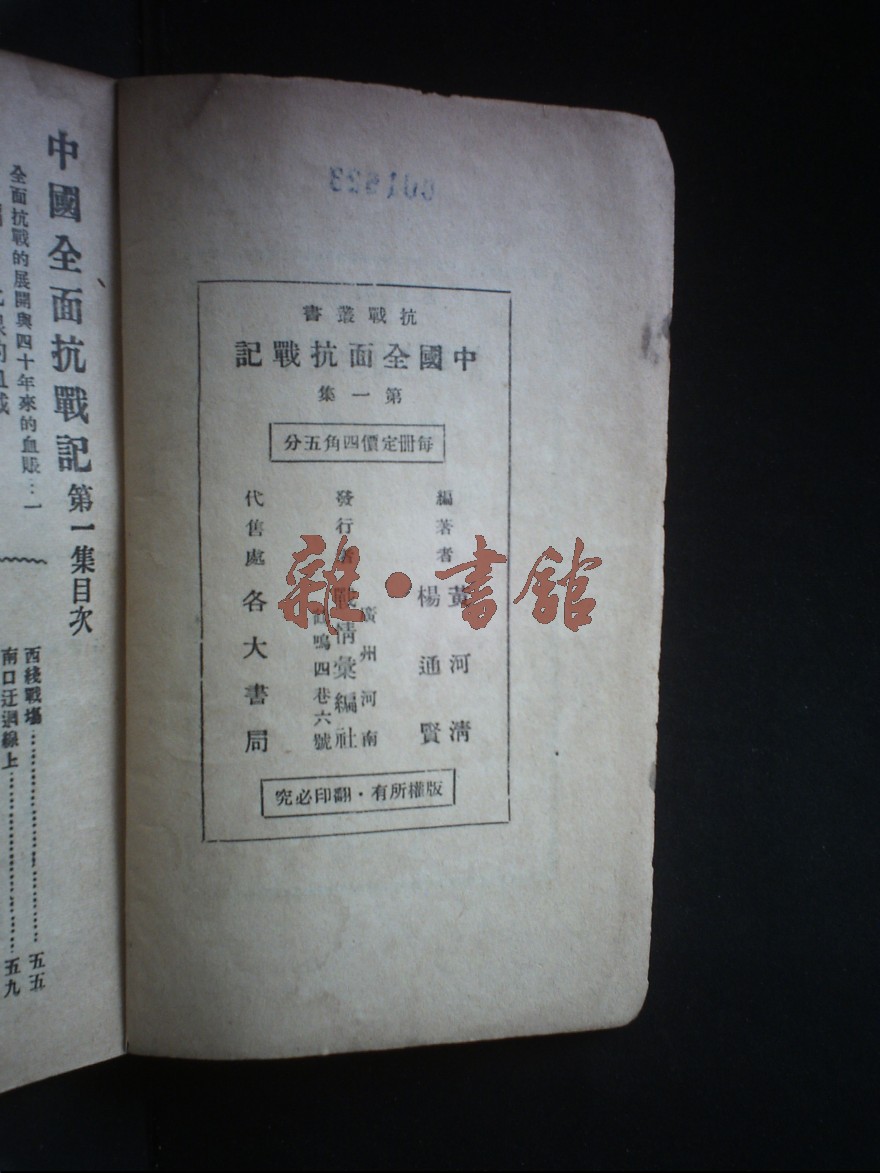 001523
抗戰叢書
中國全面抗戰記
第一集
每冊定價四角五分
編著者 黃河清
楊通賢
發行者 戰情彙編社
廣州河南
鳴四巷六號
代售處 各大書局
版權所有・翻印必究
雜・書館
中國全面抗戰記 第一集目次
全面抗戰的展開與四十年來的血賬…一
西綫戰場……五五
南口迂迴線上……五九